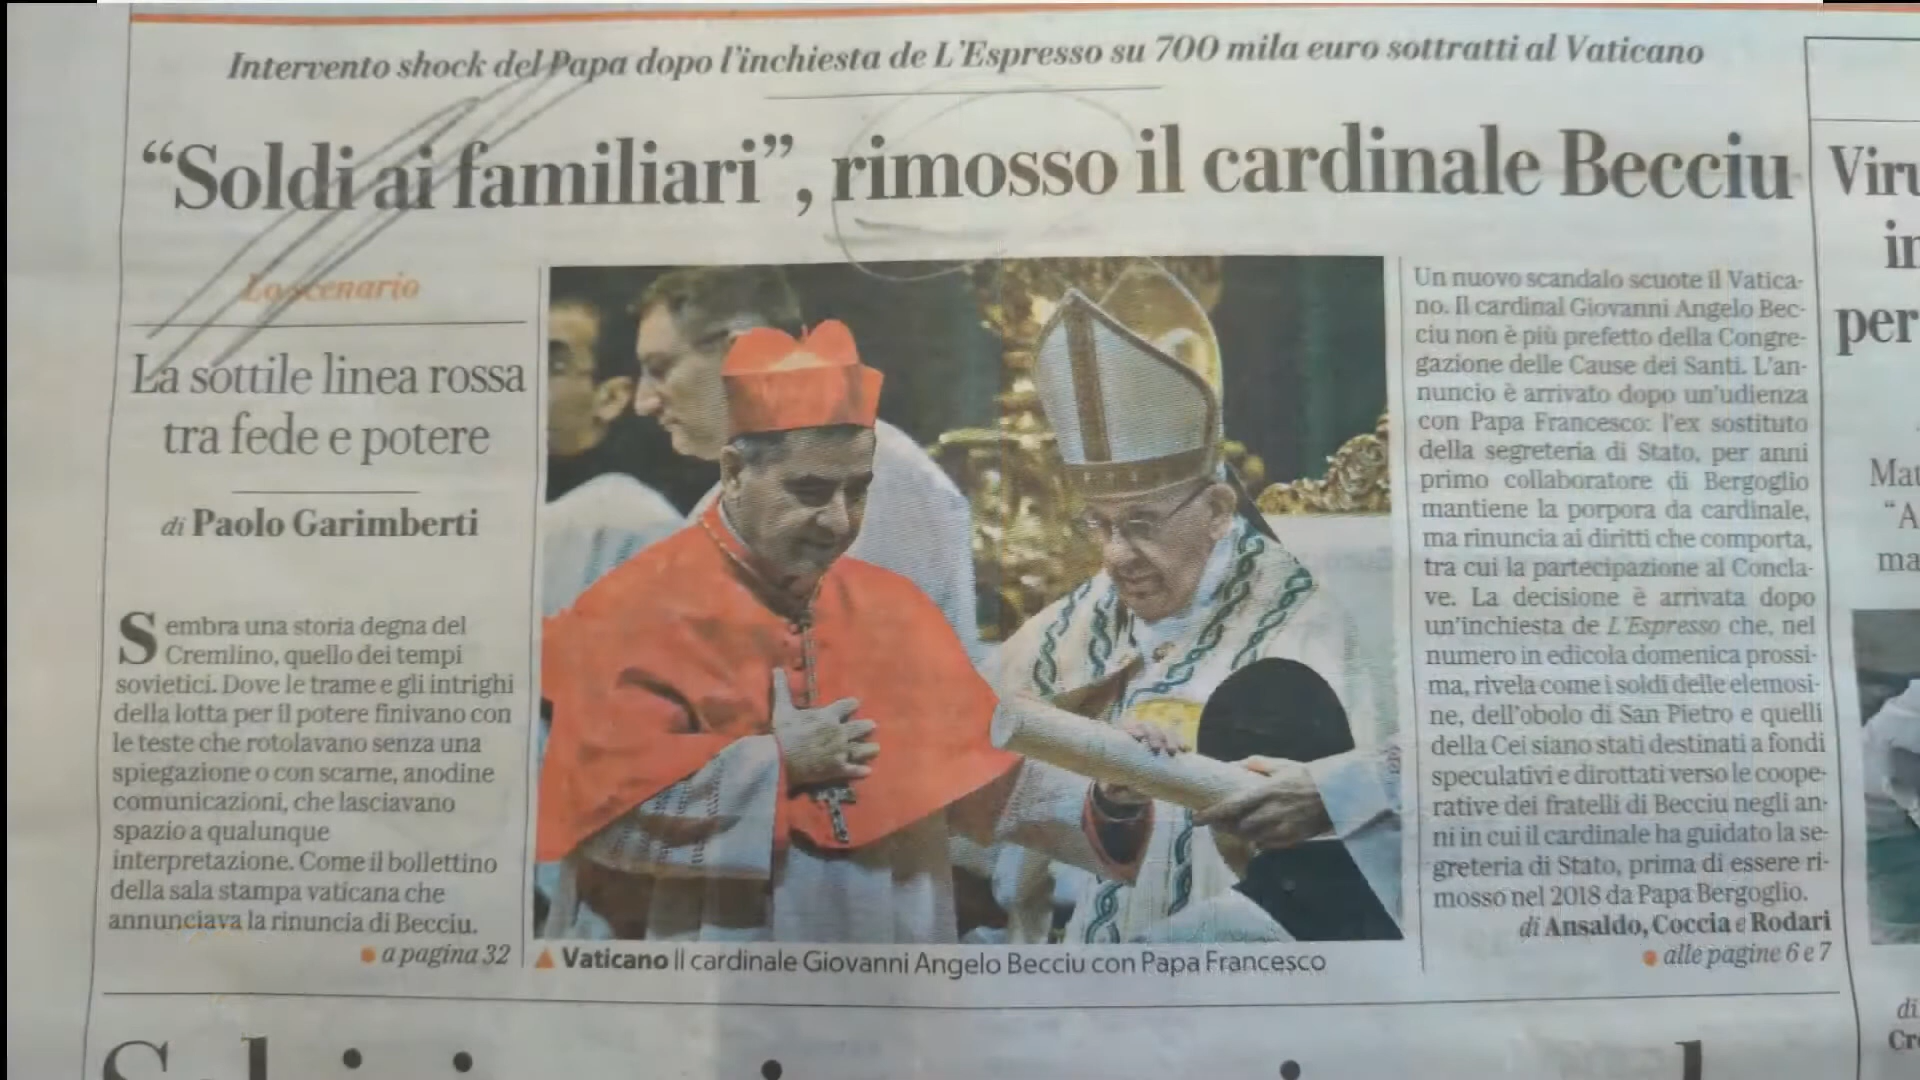 Intervento shock del Papa dopo l'inchiesta de L'Espresso su 700 mila euro sottratti al Vaticano
“Soldi ai familiari”, rimosso il cardinale Becciu
Lo scenario
La sottile linea rossa
tra fede e potere
di Paolo Garimberti
Sembra una storia degna del
Cremlino, quello dei tempi
sovietici. Dove le trame e gli intrighi
della lotta per il potere finivano con
le teste che rotolavano senza una
spiegazione o con scarne, anodine
comunicazioni, che lasciavano
spazio a qualunque
interpretazione. Come il bollettino
della sala stampa vaticana che
annunciava la rinuncia di Becciu.
a pagina 32
Vaticano Il cardinale Giovanni Angelo Becciu con Papa Francesco
Un nuovo scandalo scuote il Vatica-
no. Il cardinal Giovanni Angelo Bec-
ciu non è più prefetto della Congre-
gazione delle Cause dei Santi. L'an-
nuncio è arrivato dopo un'udienza
con Papa Francesco: l'ex sostituto
della segreteria di Stato, per anni
primo collaboratore di Bergoglio
mantiene la porpora da cardinale,
ma rinuncia ai diritti che comporta,
tra cui la partecipazione al Concla-
ve. La decisione è arrivata dopo
un'inchiesta de L'Espresso che, nel
numero in edicola domenica prossi-
ma, rivela come i soldi delle elemosi-
ne, dell'obolo di San Pietro e quelli
della Cei siano stati destinati a fondi
speculativi e dirottati verso le coope-
rative dei fratelli di Becciu negli an-
ni in cui il cardinale ha guidato la se-
greteria di Stato, prima di essere ri-
mosso nel 2018 da Papa Bergoglio.
di Ansaldo, Coccia e Rodari
alle pagine 6 e 7
Viru
in
per
Mat
“A
ma
di
Cre